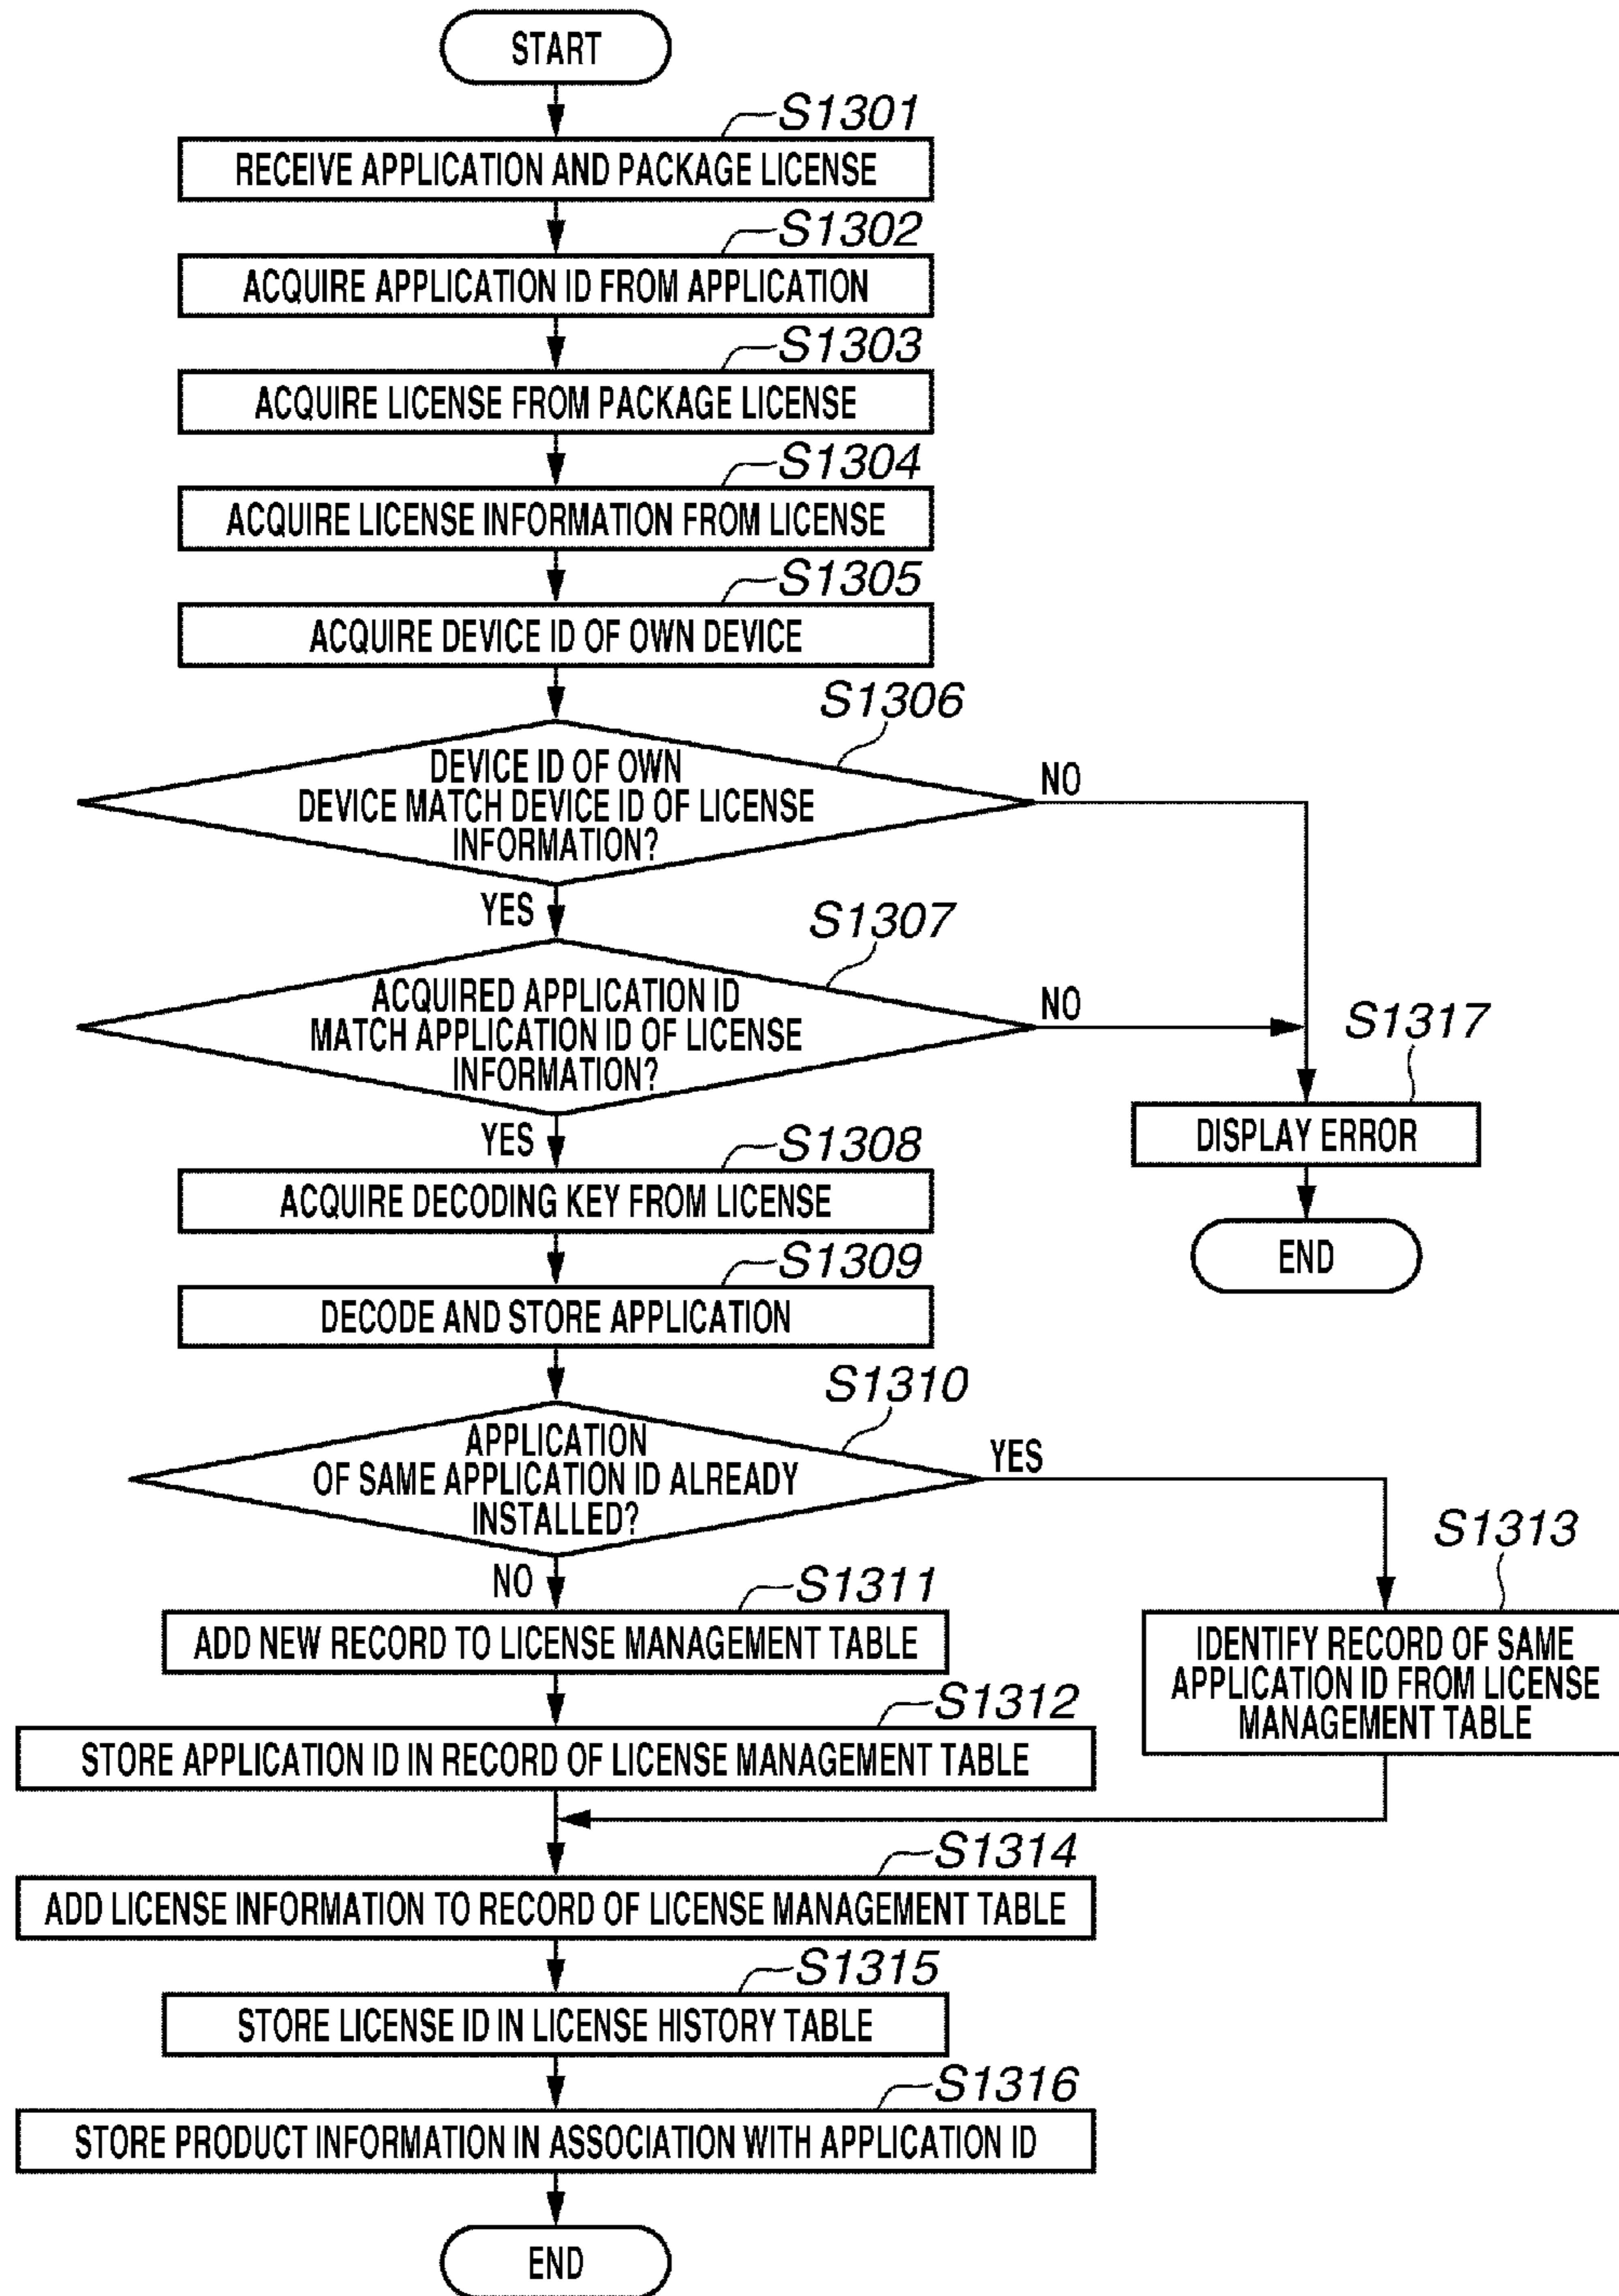 START
S1301
RECEIVE APPLICATION AND PACKAGE LICENSE
S1302
ACQUIRE APPLICATION ID FROM APPLICATION
S1303
ACQUIRE LICENSE FROM PACKAGE LICENSE
S1304
ACQUIRE LICENSE INFORMATION FROM LICENSE
S1305
ACQUIRE DEVICE ID OF OWN DEVICE
S1306
DEVICE ID OF OWN
DEVICE MATCH DEVICE ID OF LICENSE
INFORMATION?
NO
YES
S1307
ACQUIRED APPLICATION ID
MATCH APPLICATION ID OF LICENSE
INFORMATION?
NO
YES
S1317
DISPLAY ERROR
END
S1308
ACQUIRE DECODING KEY FROM LICENSE
S1309
DECODE AND STORE APPLICATION
S1310
APPLICATION
OF SAME APPLICATION ID ALREADY
INSTALLED?
YES
NO
S1311
ADD NEW RECORD TO LICENSE MANAGEMENT TABLE
S1312
STORE APPLICATION ID IN RECORD OF LICENSE MANAGEMENT TABLE
S1313
IDENTIFY RECORD OF SAME
APPLICATION ID FROM LICENSE
MANAGEMENT TABLE
S1314
ADD LICENSE INFORMATION TO RECORD OF LICENSE MANAGEMENT TABLE
S1315
STORE LICENSE ID IN LICENSE HISTORY TABLE
S1316
STORE PRODUCT INFORMATION IN ASSOCIATION WITH APPLICATION ID
END